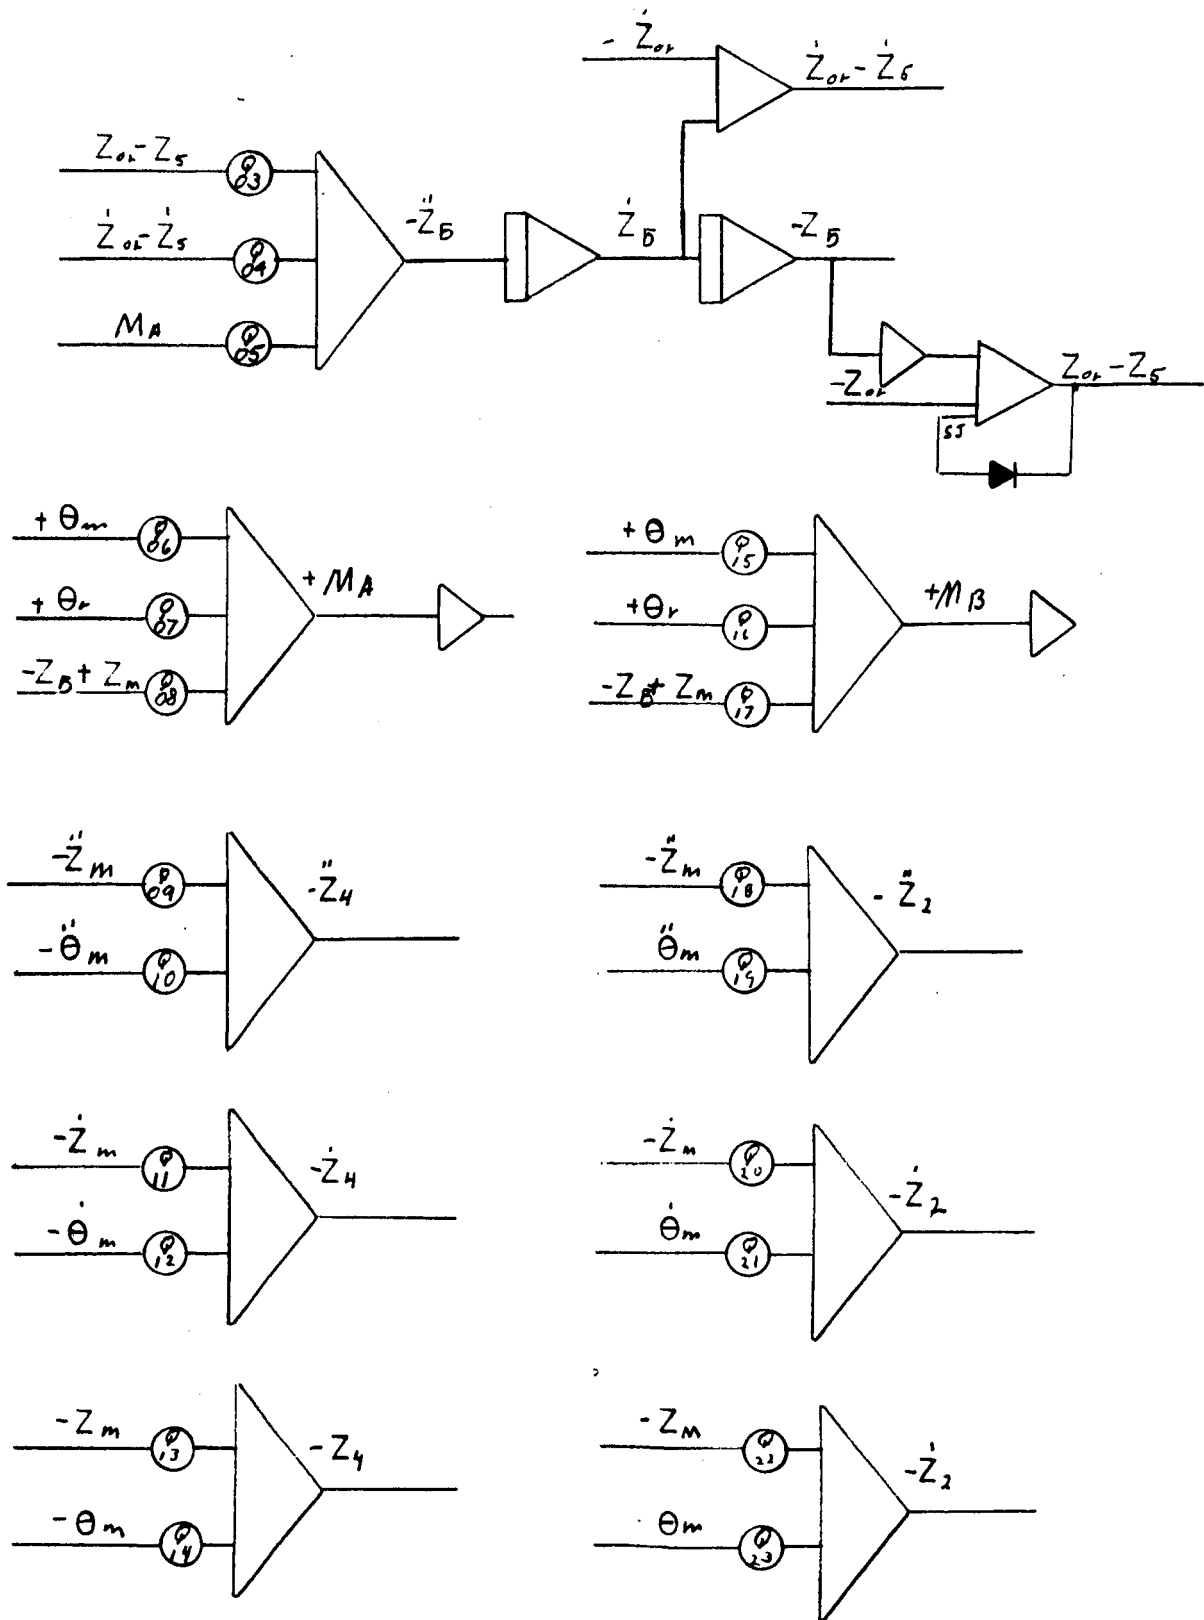 - Ż_or
Ż_or - Ż_5
Z_or - Z_5
Q 03
Ż_or - Ż_5
Q 04
M_A
Q 05
-Z̈_5
Ż_5
-Z_5
-Z_or
SJ
Z_or - Z_5
+ θ_m
Q 06
+ θ_r
Q 07
-Z_B + Z_m
Q 08
+ M_A
+ θ_m
Q 15
+ θ_r
Q 16
-Z_B + Z_m
Q 17
+M_B
-Z̈_m
Q 09
- θ̈_m
Q 10
-Z̈_4
-Z̈_m
Q 18
θ̈_m
Q 19
- Z̈_2
-Ż_m
Q 11
- θ̇_m
Q 12
-Ż_4
-Ż_m
Q 20
θ̇_m
Q 21
-Ż_2
-Z_m
Q 13
- θ_m
Q 14
-Z_4
-Z_M
Q 22
θ_m
Q 23
-Ż_2